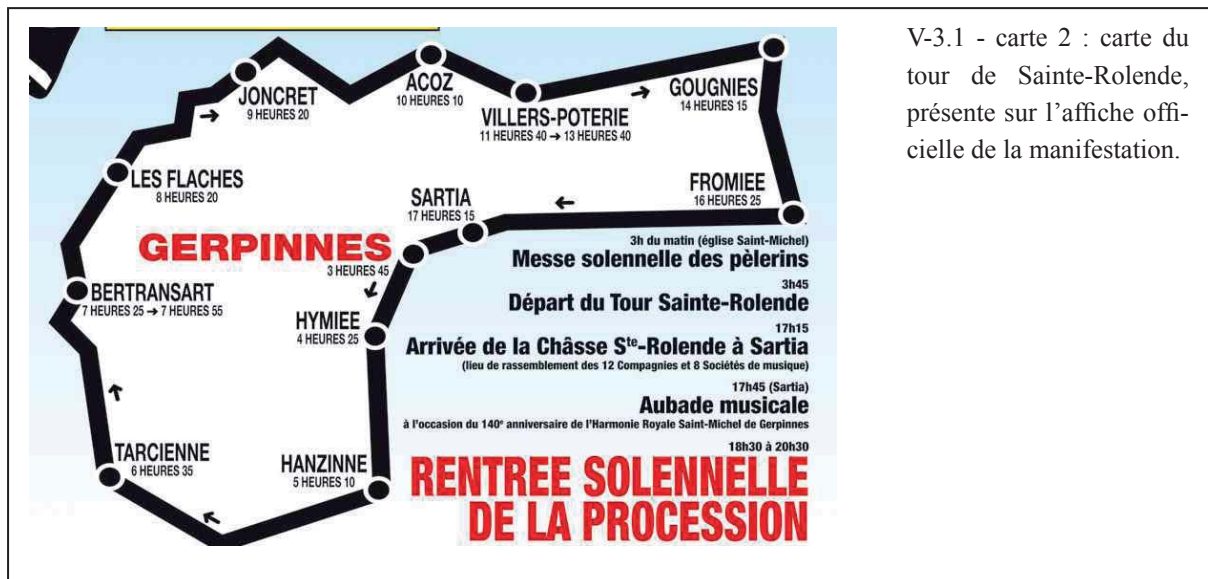 JONCRET
9 HEURES 20
ACOZ
10 HEURES 10
VILLERS-POTERIE
11 HEURES 40 → 13 HEURES 40
GOUGNIES
14 HEURES 15
LES FLACHES
8 HEURES 20
SARTIA
17 HEURES 15
FROMIEE
16 HEURES 25
GERPINNES
3 HEURES 45
BERTRANSART
7 HEURES 25 → 7 HEURES 55
HYMIEE
4 HEURES 25
TARCIENNE
6 HEURES 35
HANZINNE
5 HEURES 10
3h du matin (église Saint-Michel)
Messe solennelle des pèlerins
3h45
Départ du Tour Sainte-Rolende
17h15
Arrivée de la Châsse Ste-Rolende à Sartia
(lieu de rassemblement des 12 Compagnies et 8 Sociétés de musique)
17h45 (Sartia)
Aubade musicale
à l'occasion du 140e anniversaire de l'Harmonie Royale Saint-Michel de Gerpinnes
18h30 à 20h30
RENTREE SOLENNELLE
DE LA PROCESSION
V-3.1 - carte 2 : carte du
tour de Sainte-Rolende,
présente sur l'affiche offi-
cielle de la manifestation.